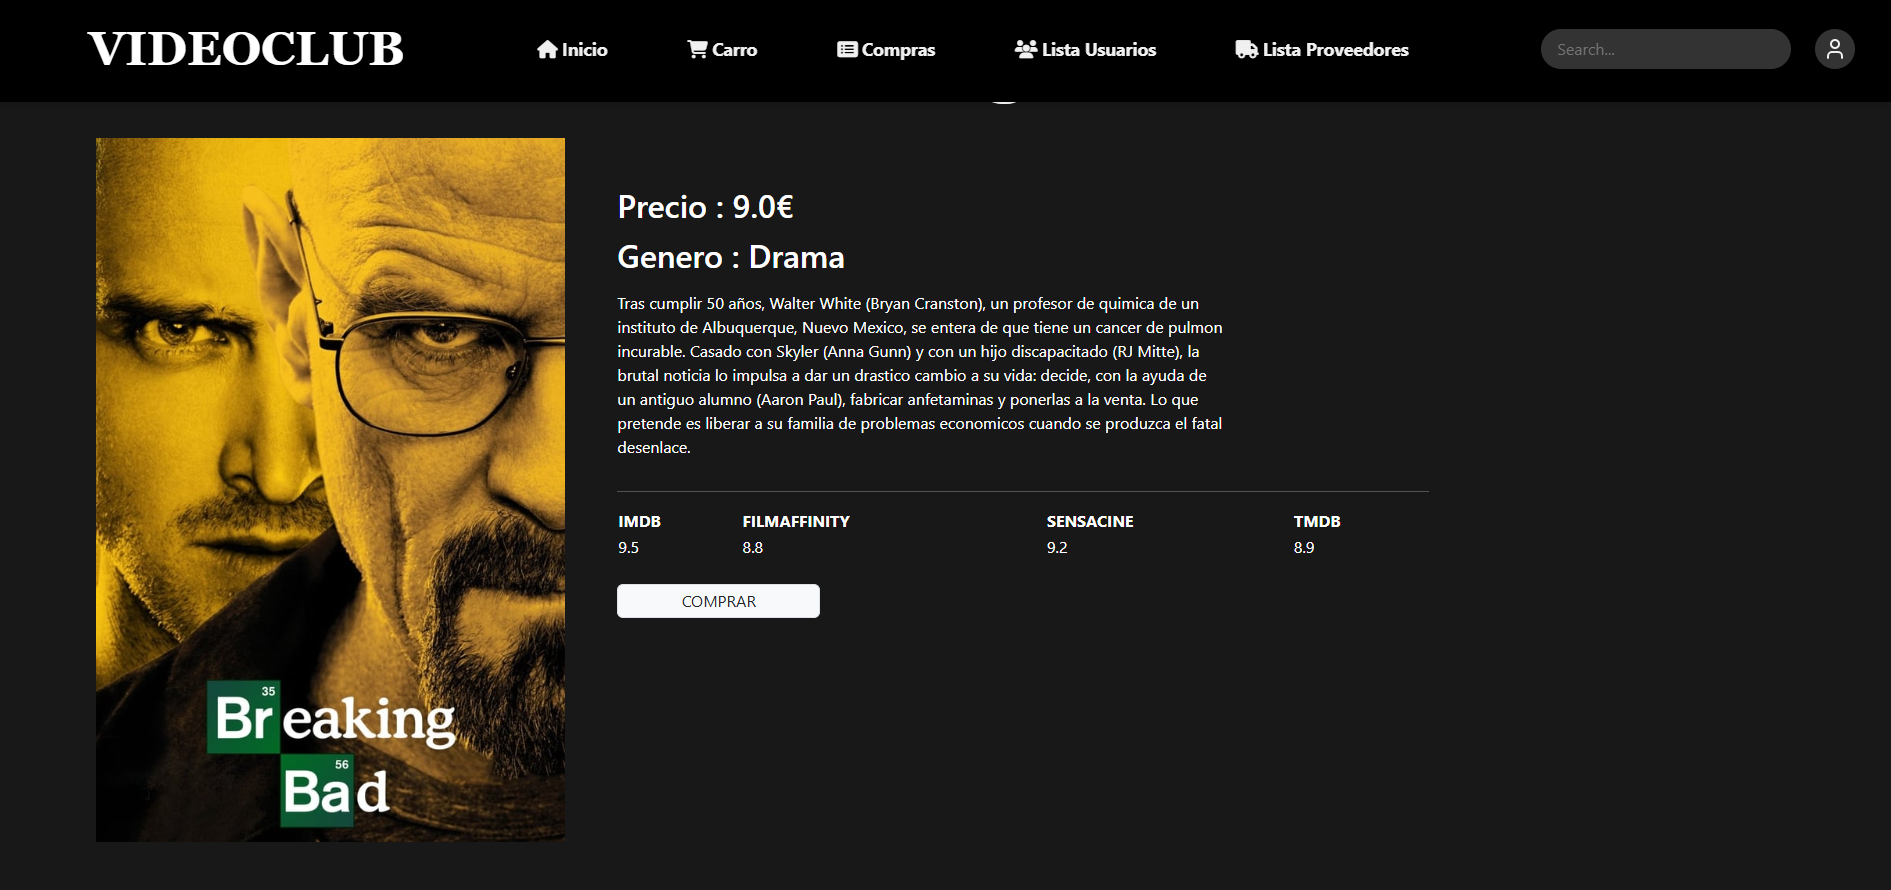 VIDEOCLUB
Inicio
Carro
Compras
Lista Usuarios
Lista Proveedores
Search...
Precio : 9.0€
Genero : Drama
Tras cumplir 50 años, Walter White (Bryan Cranston), un profesor de quimica de un
instituto de Albuquerque, Nuevo Mexico, se entera de que tiene un cancer de pulmon
incurable. Casado con Skyler (Anna Gunn) y con un hijo discapacitado (RJ Mitte), la
brutal noticia lo impulsa a dar un drastico cambio a su vida: decide, con la ayuda de
un antiguo alumno (Aaron Paul), fabricar anfetaminas y ponerlas a la venta. Lo que
pretende es liberar a su familia de problemas economicos cuando se produzca el fatal
desenlace.
IMDB FILMAFFINITY SENSACINE TMDB
9.5 8.8 9.2 8.9
COMPRAR
35
Breaking
56
Bad